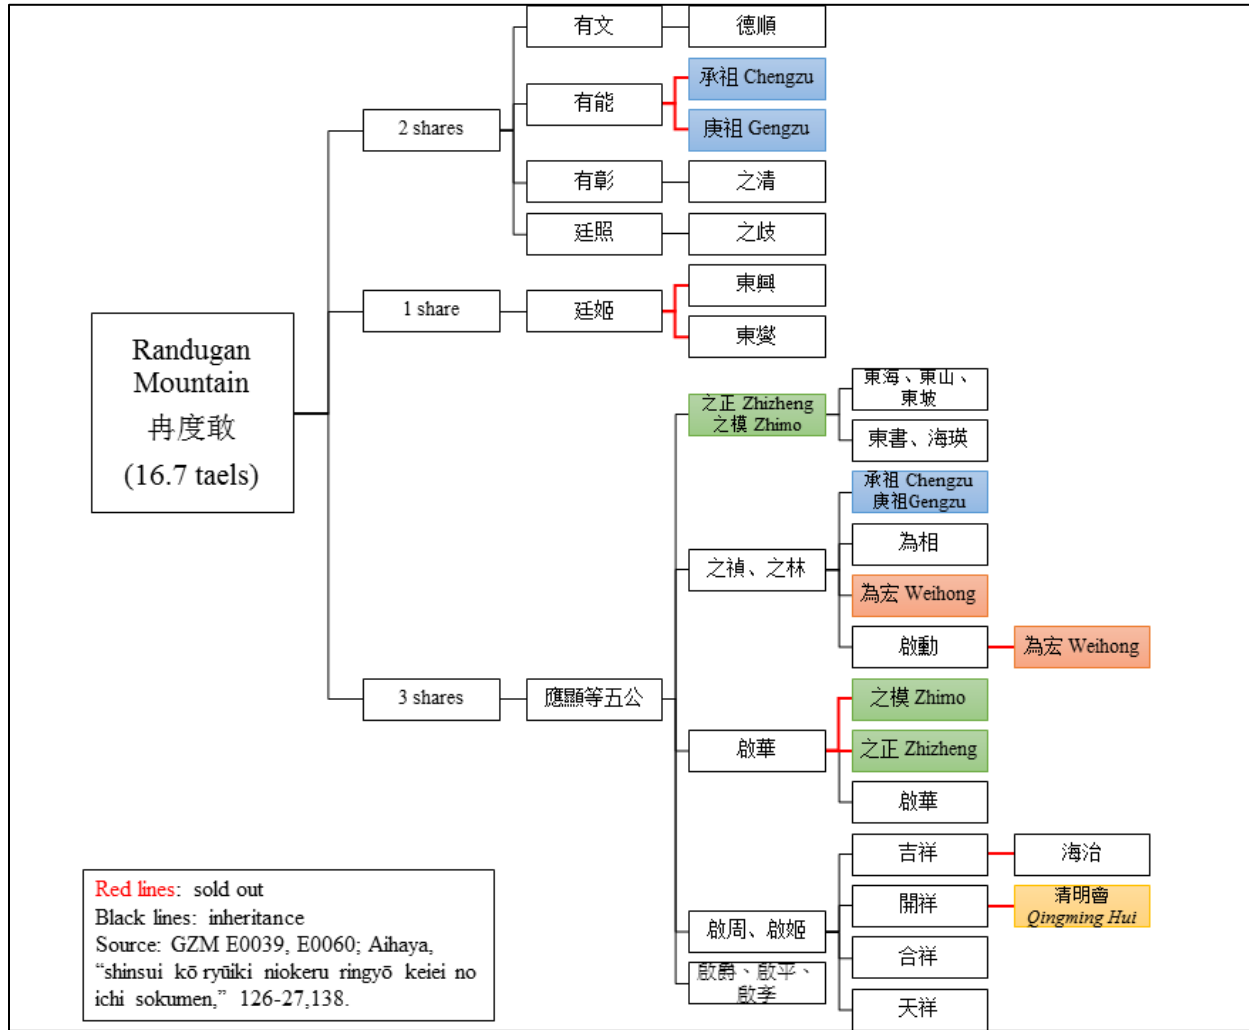 Randugan
Mountain
冉度敢
(16.7 taels)
2 shares
有文
德順
有能
承祖 Chengzu
庚祖 Gengzu
有彰
之清
廷照
之歧
1 share
廷姬
東興
東燮
3 shares
應顯等五公
之正 Zhizheng
之模 Zhimo
東海、東山、
東坡
東書、海瑛
之禎、之林
承祖 Chengzu
庚祖Gengzu
為相
為宏 Weihong
啟動
為宏 Weihong
啟華
之模 Zhimo
之正 Zhizheng
啟華
啟周、啟姬
吉祥
海治
開祥
清明會
Qingming Hui
合祥
天祥
啟爵、啟平、
啟孝
Red lines: sold out
Black lines: inheritance
Source: GZM E0039, E0060; Aihaya,
“shinsui kō ryūiki niokeru ringyō keiei no
ichi sokumen,” 126-27,138.